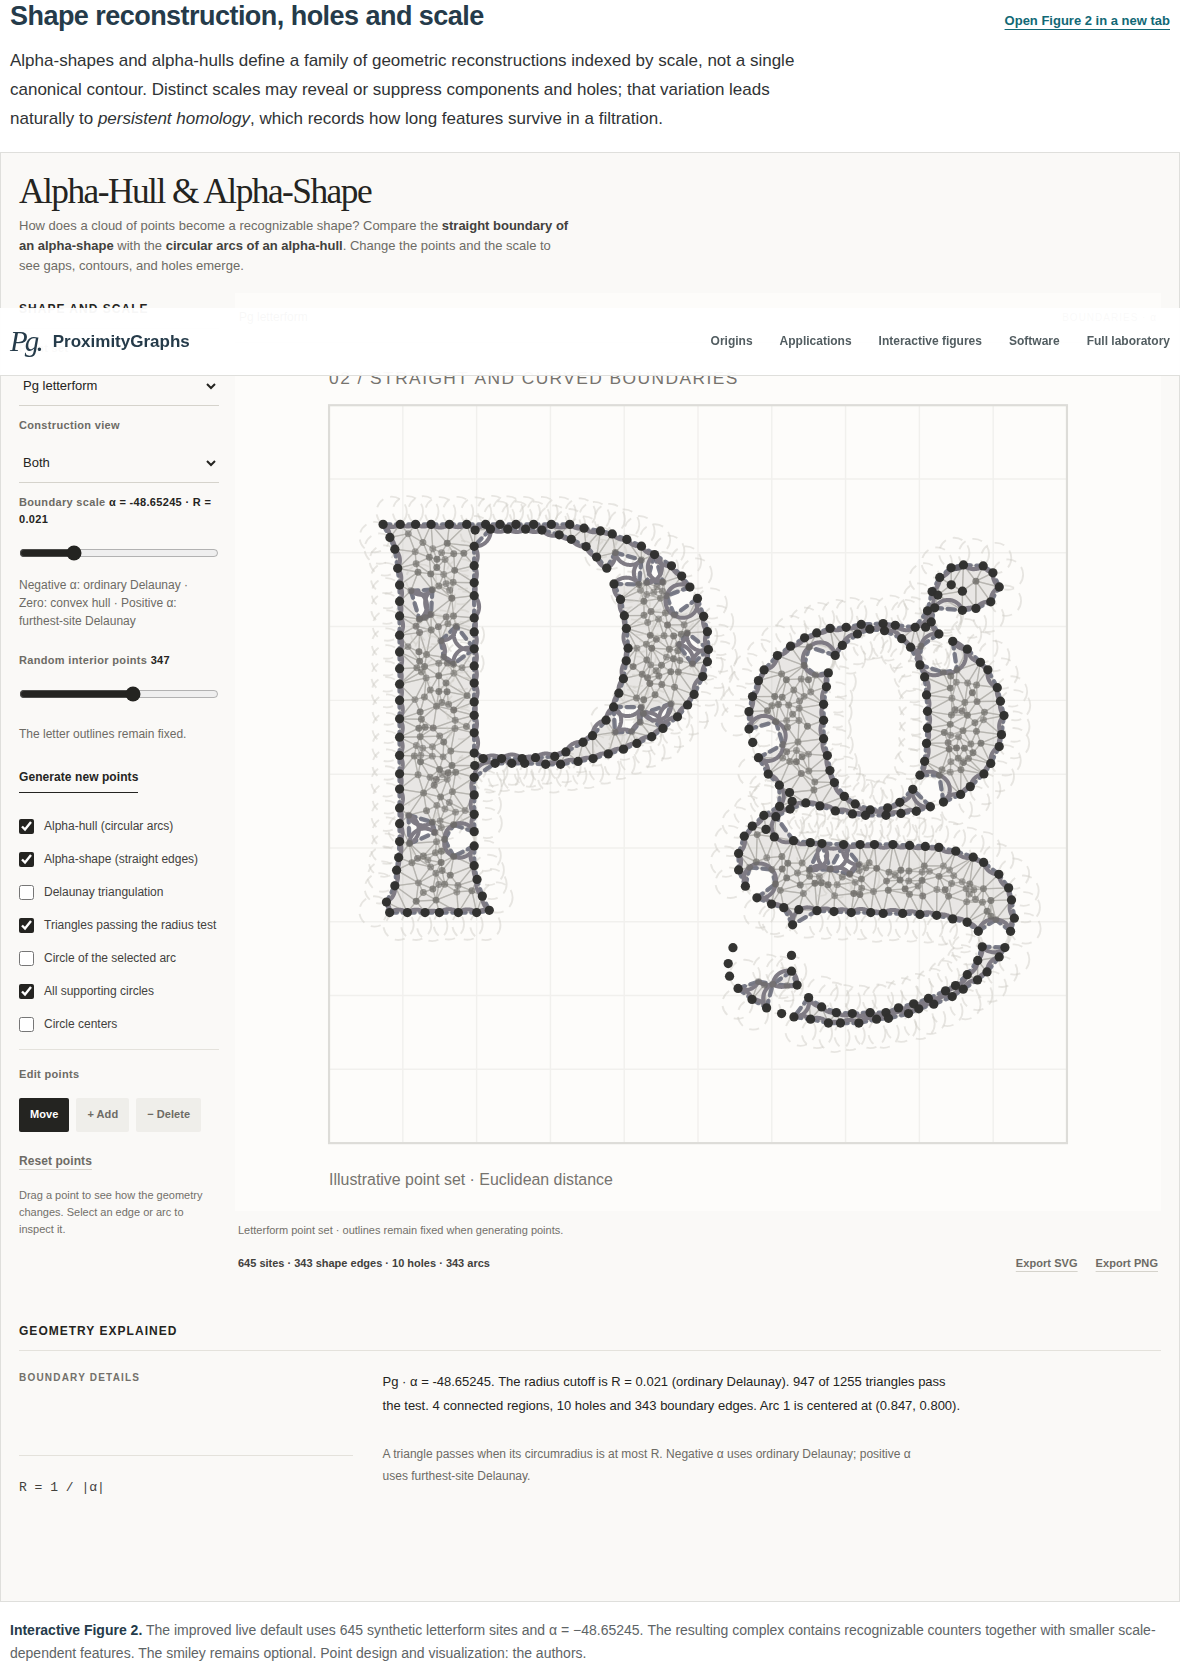 Shape reconstruction, holes and scale
Open Figure 2 in a new tab
Alpha-shapes and alpha-hulls define a family of geometric reconstructions indexed by scale, not a single
canonical contour. Distinct scales may reveal or suppress components and holes; that variation leads
naturally to persistent homology, which records how long features survive in a filtration.
Alpha-Hull & Alpha-Shape
How does a cloud of points become a recognizable shape? Compare the straight boundary of
an alpha-shape with the circular arcs of an alpha-hull. Change the points and the scale to
see gaps, contours, and holes emerge.
SHAPE AND SCALE
Pg letterform
Pg. ProximityGraphs
Origins
Applications
Interactive figures
Software
Full laboratory
Pg letterform
Construction view
Both
Boundary scale α = -48.65245 · R =
0.021
Negative α: ordinary Delaunay ·
Zero: convex hull · Positive α:
furthest-site Delaunay
Random interior points 347
The letter outlines remain fixed.
Generate new points
Alpha-hull (circular arcs)
Alpha-shape (straight edges)
Delaunay triangulation
Triangles passing the radius test
Circle of the selected arc
All supporting circles
Circle centers
Edit points
Move
+ Add
− Delete
Reset points
Drag a point to see how the geometry
changes. Select an edge or arc to
inspect it.
02 / STRAIGHT AND CURVED BOUNDARIES
Illustrative point set · Euclidean distance
Letterform point set · outlines remain fixed when generating points.
645 sites · 343 shape edges · 10 holes · 343 arcs
Export SVG
Export PNG
GEOMETRY EXPLAINED
BOUNDARY DETAILS
R = 1 / |α|
Pg · α = -48.65245. The radius cutoff is R = 0.021 (ordinary Delaunay). 947 of 1255 triangles pass
the test. 4 connected regions, 10 holes and 343 boundary edges. Arc 1 is centered at (0.847, 0.800).
A triangle passes when its circumradius is at most R. Negative α uses ordinary Delaunay; positive α
uses furthest-site Delaunay.
Interactive Figure 2. The improved live default uses 645 synthetic letterform sites and α = −48.65245. The resulting complex contains recognizable counters together with smaller scale-
dependent features. The smiley remains optional. Point design and visualization: the authors.